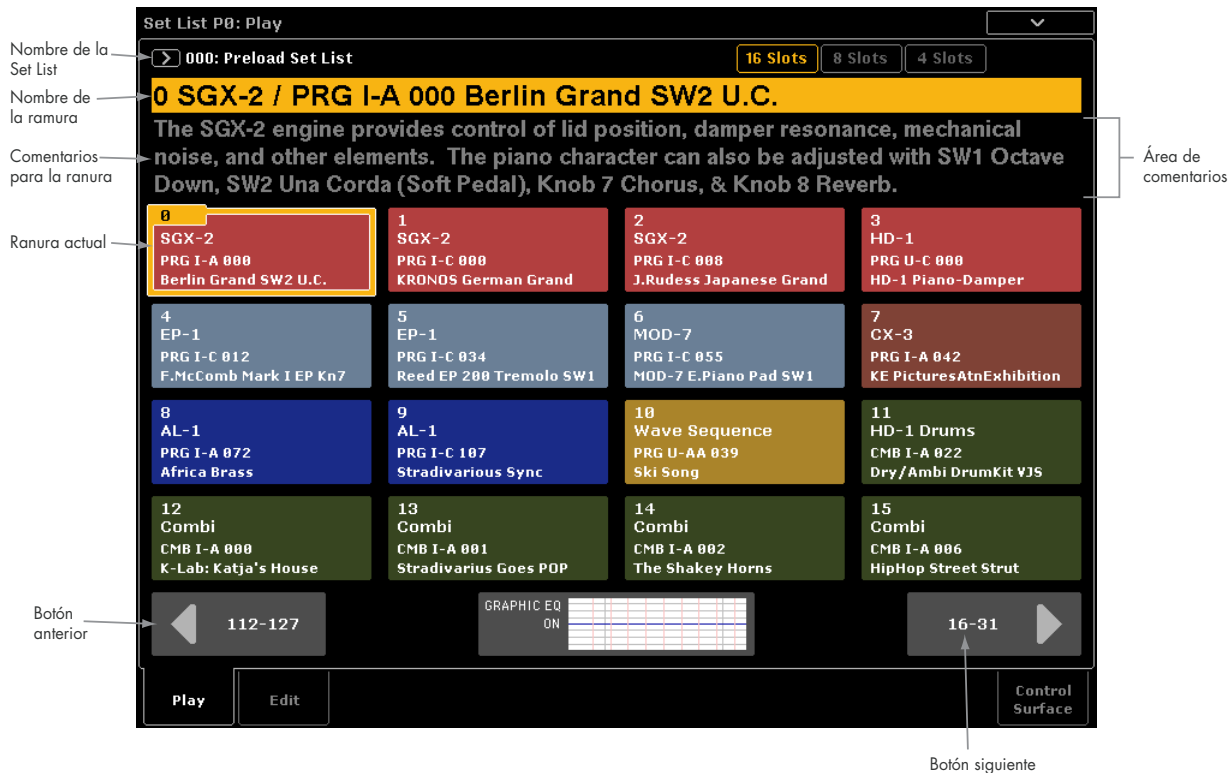 Set List P0: Play
Nombre de la
Set List
000: Preload Set List
16 Slots
8 Slots
4 Slots
Nombre de
la ramura
0 SGX-2 / PRG I-A 000 Berlin Grand SW2 U.C.
Comentarios
para la ranura
The SGX-2 engine provides control of lid position, damper resonance, mechanical
noise, and other elements. The piano character can also be adjusted with SW1 Octave
Down, SW2 Una Corda (Soft Pedal), Knob 7 Chorus, & Knob 8 Reverb.
Área de
comentarios
Ranura actual
0
SGX-2
PRG I-A 000
Berlin Grand SW2 U.C.
1
SGX-2
PRG I-C 000
KRONOS German Grand
2
SGX-2
PRG I-C 008
J.Rudess Japanese Grand
3
HD-1
PRG U-C 000
HD-1 Piano-Damper
4
EP-1
PRG I-C 012
F.McComb Mark I EP Kn7
5
EP-1
PRG I-C 034
Reed EP 200 Tremolo SW1
6
MOD-7
PRG I-C 055
MOD-7 E.Piano Pad SW1
7
CX-3
PRG I-A 042
KE PicturesAtnExhibition
8
AL-1
PRG I-A 072
Africa Brass
9
AL-1
PRG I-C 107
Stradivarious Sync
10
Wave Sequence
PRG U-AA 039
Ski Song
11
HD-1 Drums
CMB I-A 022
Dry/Ambi DrumKit VJS
12
Combi
CMB I-A 000
K-Lab: Katja's House
13
Combi
CMB I-A 001
Stradivarius Goes POP
14
Combi
CMB I-A 002
The Shakey Horns
15
Combi
CMB I-A 006
HipHop Street Strut
Botón
anterior
112-127
GRAPHIC EQ
ON
16-31
Play
Edit
Control
Surface
Botón siguiente